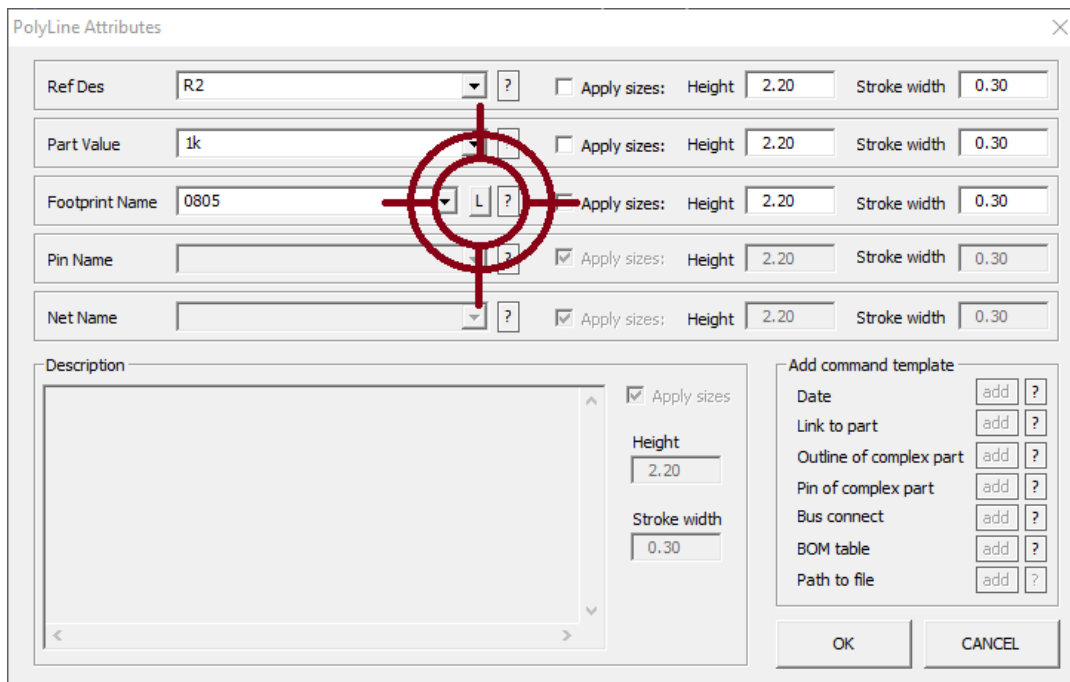 PolyLine Attributes
Ref Des R2 ? Apply sizes: Height 2.20 Stroke width 0.30
Part Value 1k ? Apply sizes: Height 2.20 Stroke width 0.30
Footprint Name 0805 L ? Apply sizes: Height 2.20 Stroke width 0.30
Pin Name ? Apply sizes: Height 2.20 Stroke width 0.30
Net Name ? Apply sizes: Height 2.20 Stroke width 0.30
Description
Apply sizes
Height
2.20
Stroke width
0.30
Add command template
Date add ?
Link to part add ?
Outline of complex part add ?
Pin of complex part add ?
Bus connect add ?
BOM table add ?
Path to file add ?
OK CANCEL